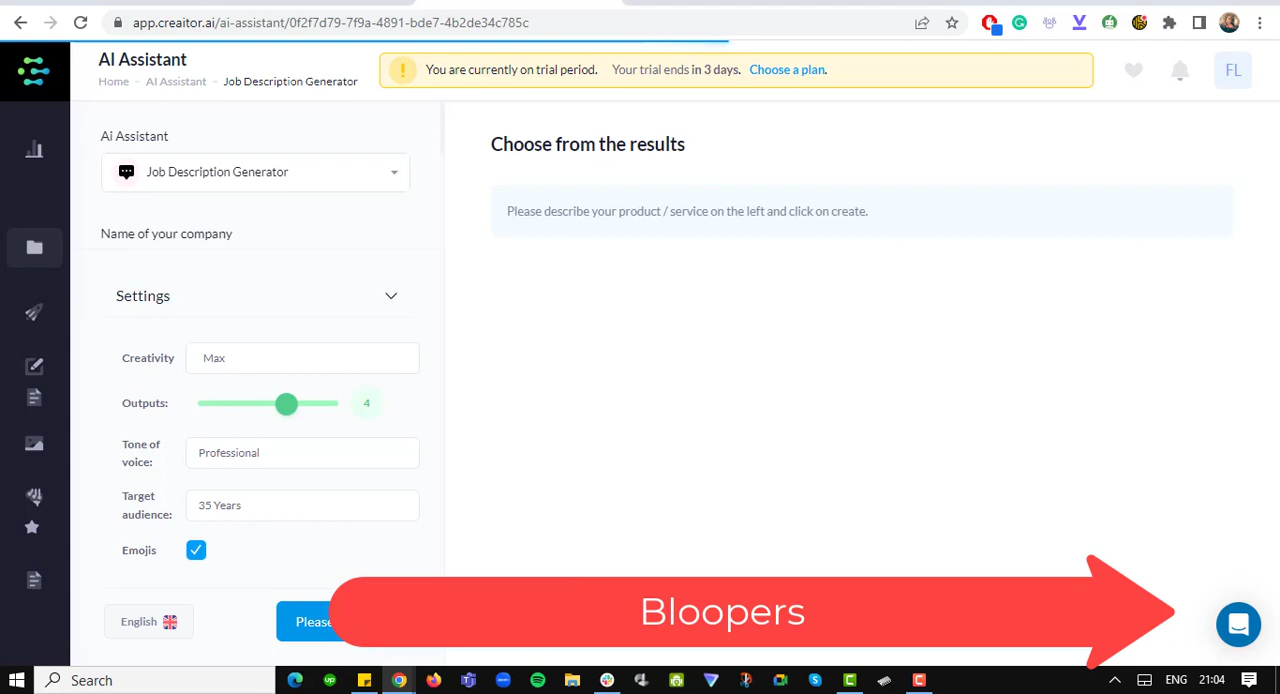 app.creaitor.ai/ai-assistant/0f2f7d79-7f9a-4891-bde7-4b2de34c785c
AI Assistant
Home - AI Assistant - Job Description Generator
! You are currently on trial period. Your trial ends in 3 days. Choose a plan.
FL
Ai Assistant
Job Description Generator
Name of your company
Settings
Creativity Max
Outputs: 4
Tone of voice: Professional
Target audience: 35 Years
Emojis
English
Please
Choose from the results
Please describe your product / service on the left and click on create.
Bloopers
Search
ENG 21:04